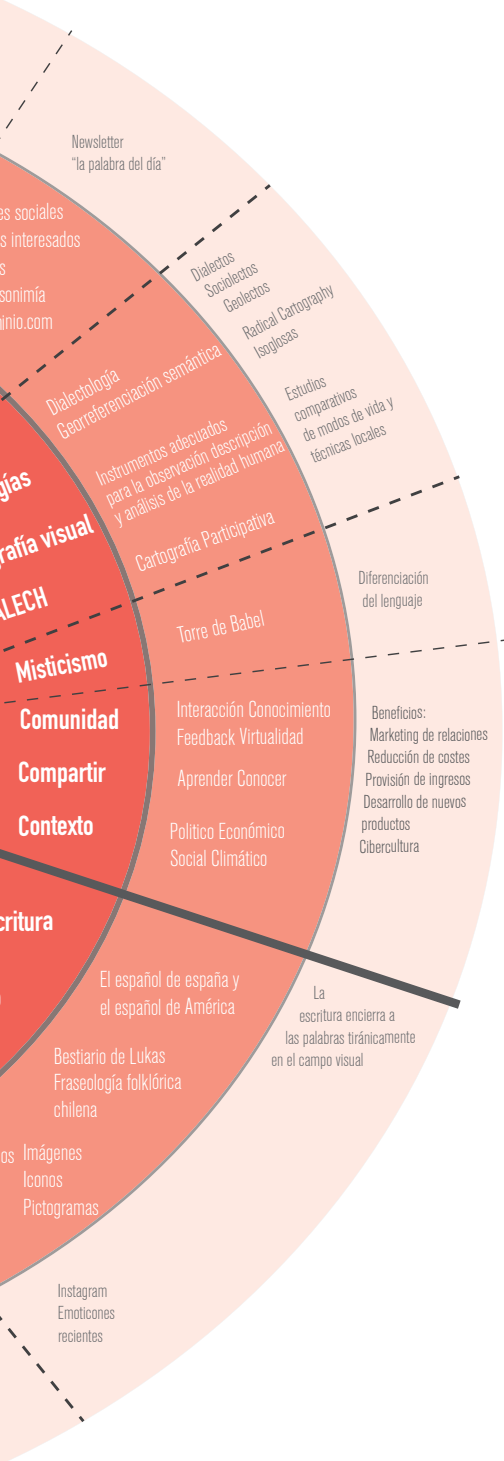 Newsletter
“la palabra del día”
es sociales
s interesados
s
sonimía
inio.com
Dialectos
Sociolectos
Geolectos
Radical Cartography
Isoglosas
Estudios
comparativos
de modos de vida y
técnicas locales
Dialectología
Georreferenciación semántica
Instrumentos adecuados
para la observación descripción
y análisis de la realidad humana
Cartografía Participativa
gías
rafía visual
ALECH
Misticismo
Torre de Babel
Diferenciación
del lenguaje
Comunidad
Compartir
Contexto
Interacción Conocimiento
Feedback Virtualidad
Aprender Conocer
Politico Económico
Social Climático
Beneficios:
Marketing de relaciones
Reducción de costes
Provisión de ingresos
Desarrollo de nuevos
productos
Cibercultura
critura
El español de españa y
el español de América
Bestiario de Lukas
Fraseología folklórica
chilena
os
Imágenes
Iconos
Pictogramas
La
escritura encierra a
las palabras tiránicamente
en el campo visual
Instagram
Emoticones
recientes